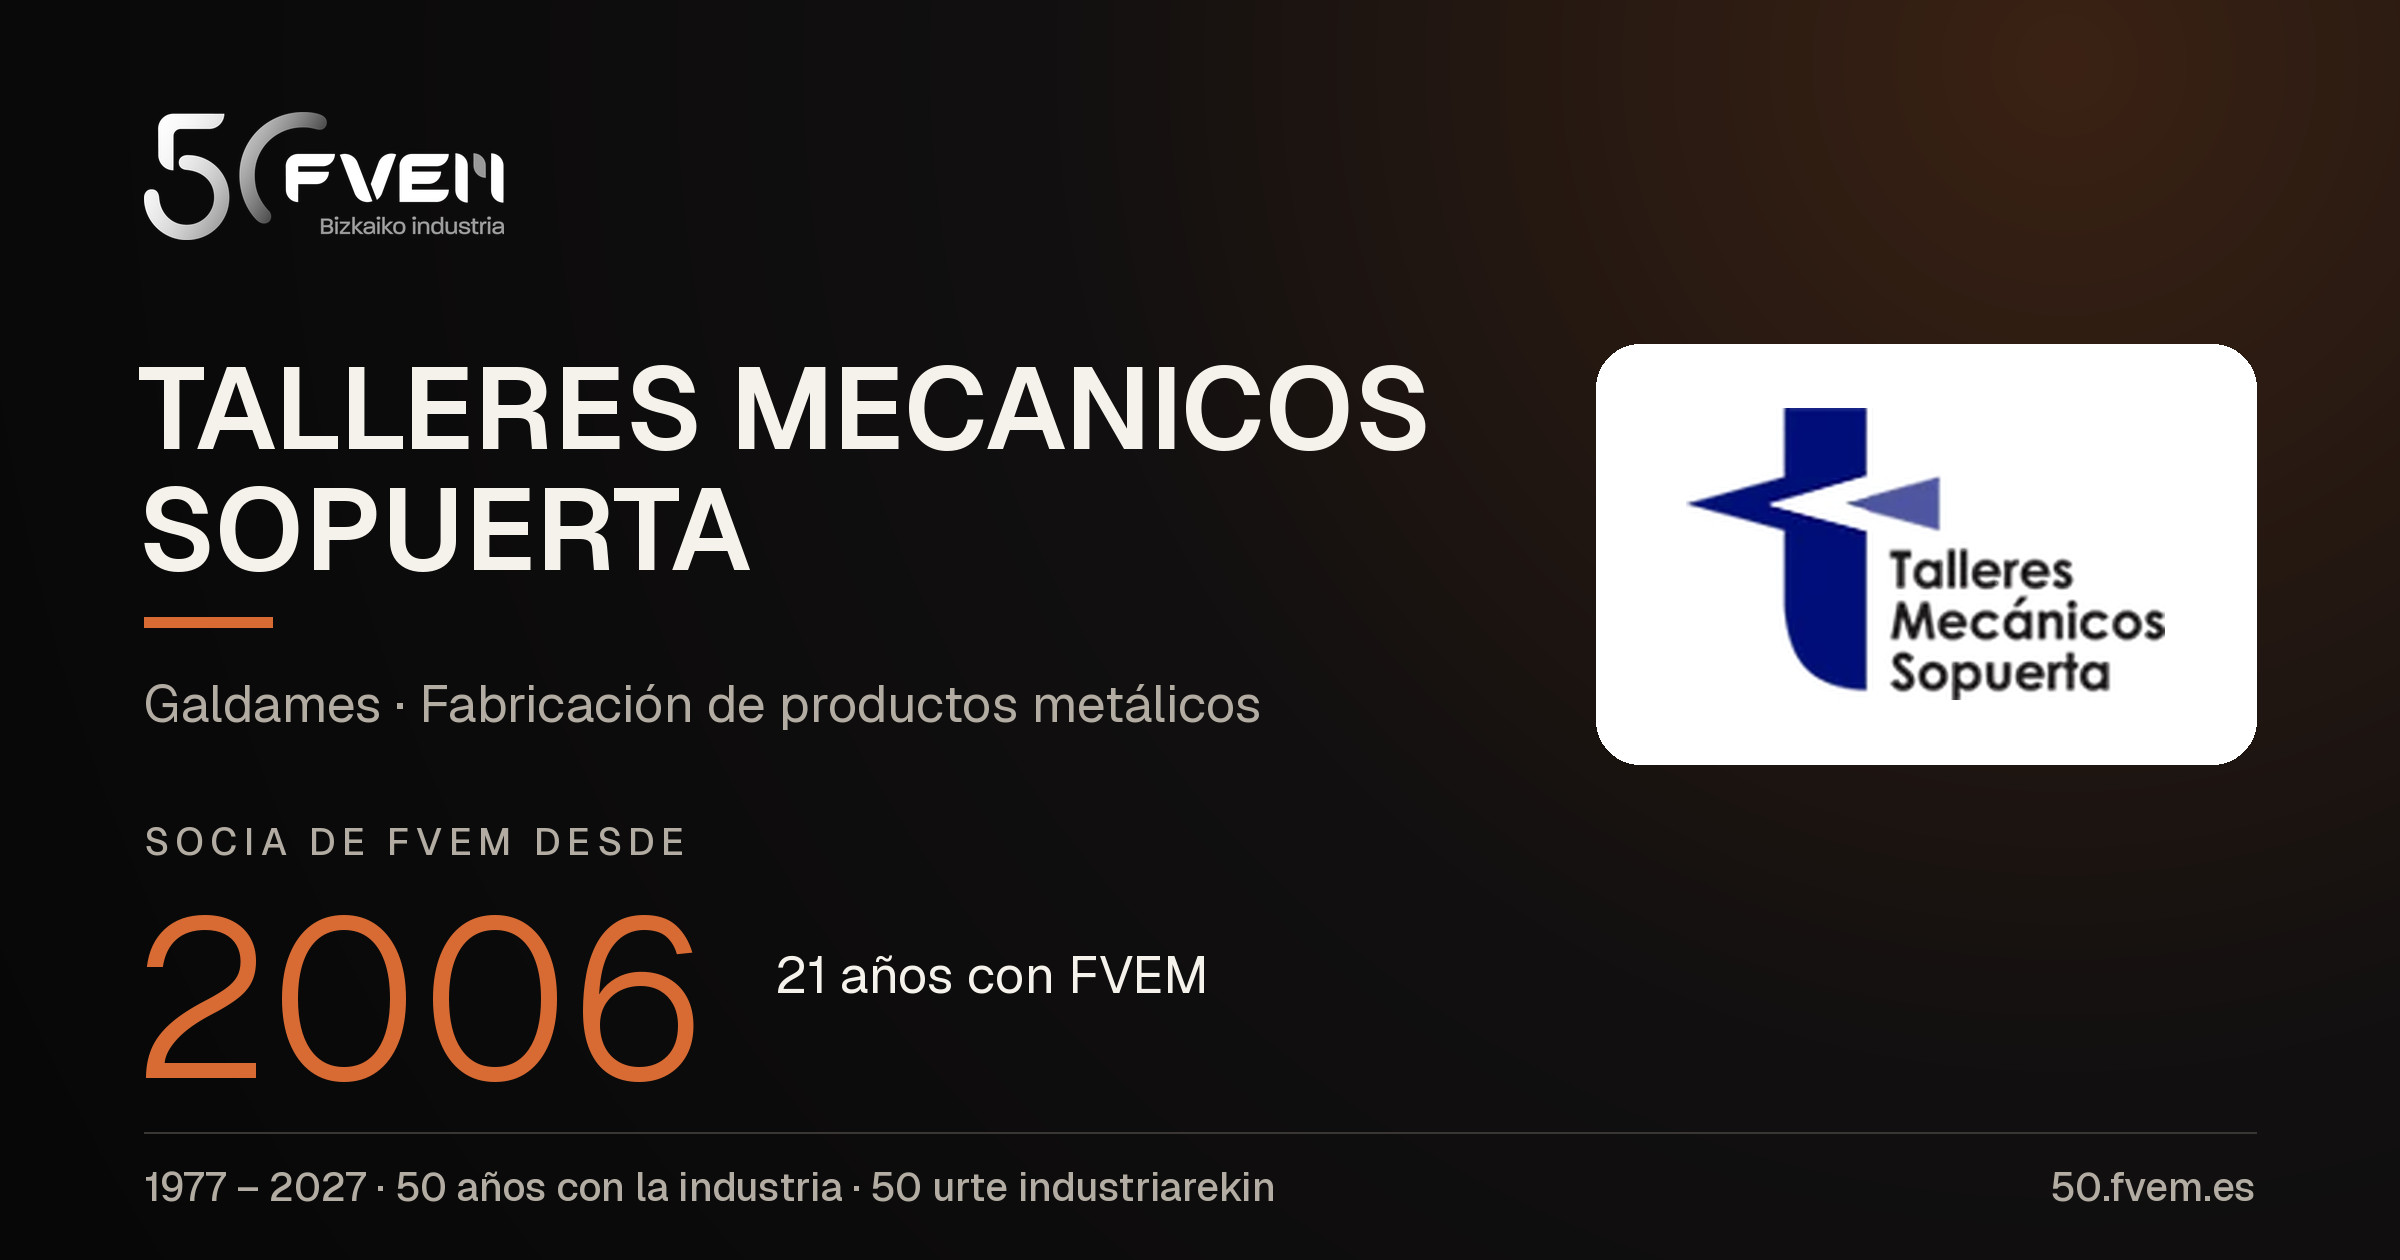 50 FVEM
Bizkaiko industria
TALLERES MECANICOS
SOPUERTA
Galdames · Fabricación de productos metálicos
Talleres
Mecánicos
Sopuerta
SOCIA DE FVEM DESDE
2006
21 años con FVEM
1977 – 2027 · 50 años con la industria · 50 urte industriarekin
50.fvem.es